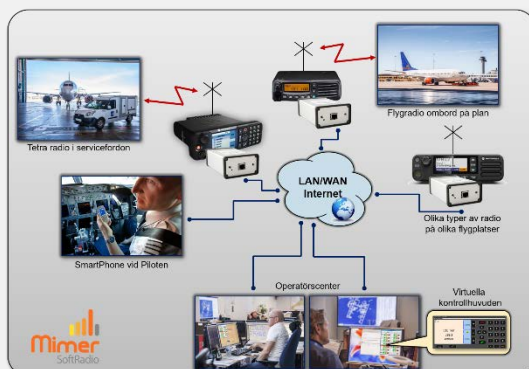 Tetra radio i servicefordon
Flygradio ombord på plan
LAN/WAN
Internet
Olika typer av radio
på olika flygplatser
SmartPhone vid Piloten
Operatörscenter
Virtuella
kontrollhuvuden
Mimer
SoftRadio